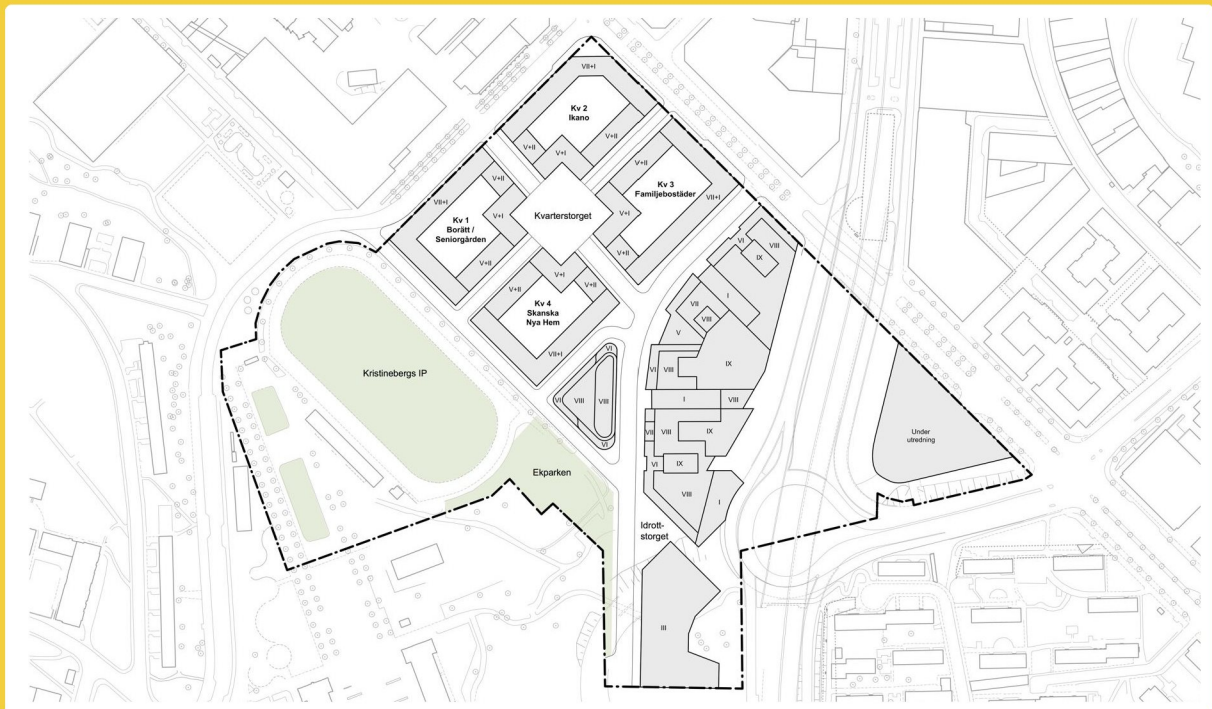 VII+I
Kv 2
Ikano
V+II
V+I
V+II
V+II
Kv 3
Familjebostäder
VII+I
V+I
V+II
V+II
VII+I
V+I
Kv 1
Borätt /
Seniorgården
V+II
Kvarterstorget
V+I
V+II
V+II
Kv 4
Skanska
Nya Hem
VII+I
VI
VIII
IX
I
VII
VIII
V
IX
VI
VIII
I
VIII
VI
VI
VIII
VIII
VI
VII
VIII
IX
VI
IX
VIII
I
Kristinebergs IP
Ekparken
Under
utredning
Idrott-
storget
III